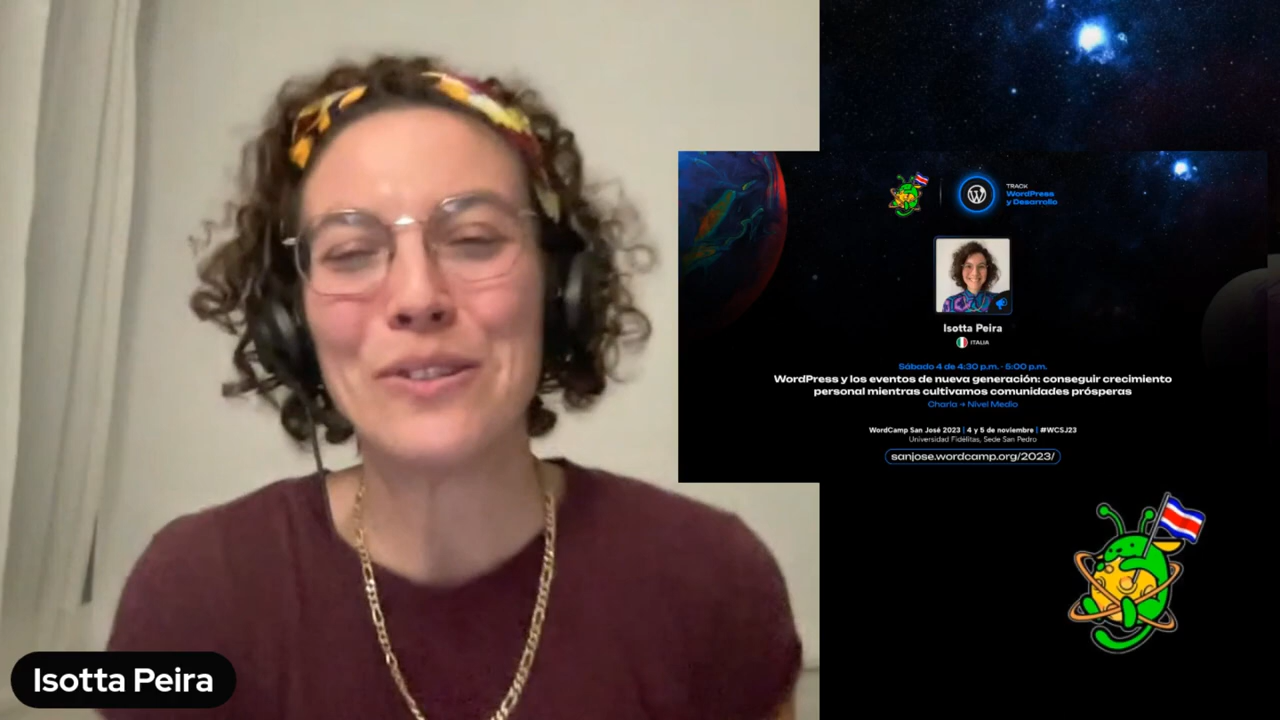 TRACK
WordPress
y Desarrollo
Isotta Peira
ITALIA
Sábado 4 de 4:30 p.m. - 5:00 p.m.
WordPress y los eventos de nueva generación: conseguir crecimiento
personal mientras cultivamos comunidades prósperas
Charla → Nivel Medio
WordCamp San José 2023 | 4 y 5 de noviembre | #WCSJ23
Universidad Fidélitas, Sede San Pedro
sanjose.wordcamp.org/2023/
Isotta Peira